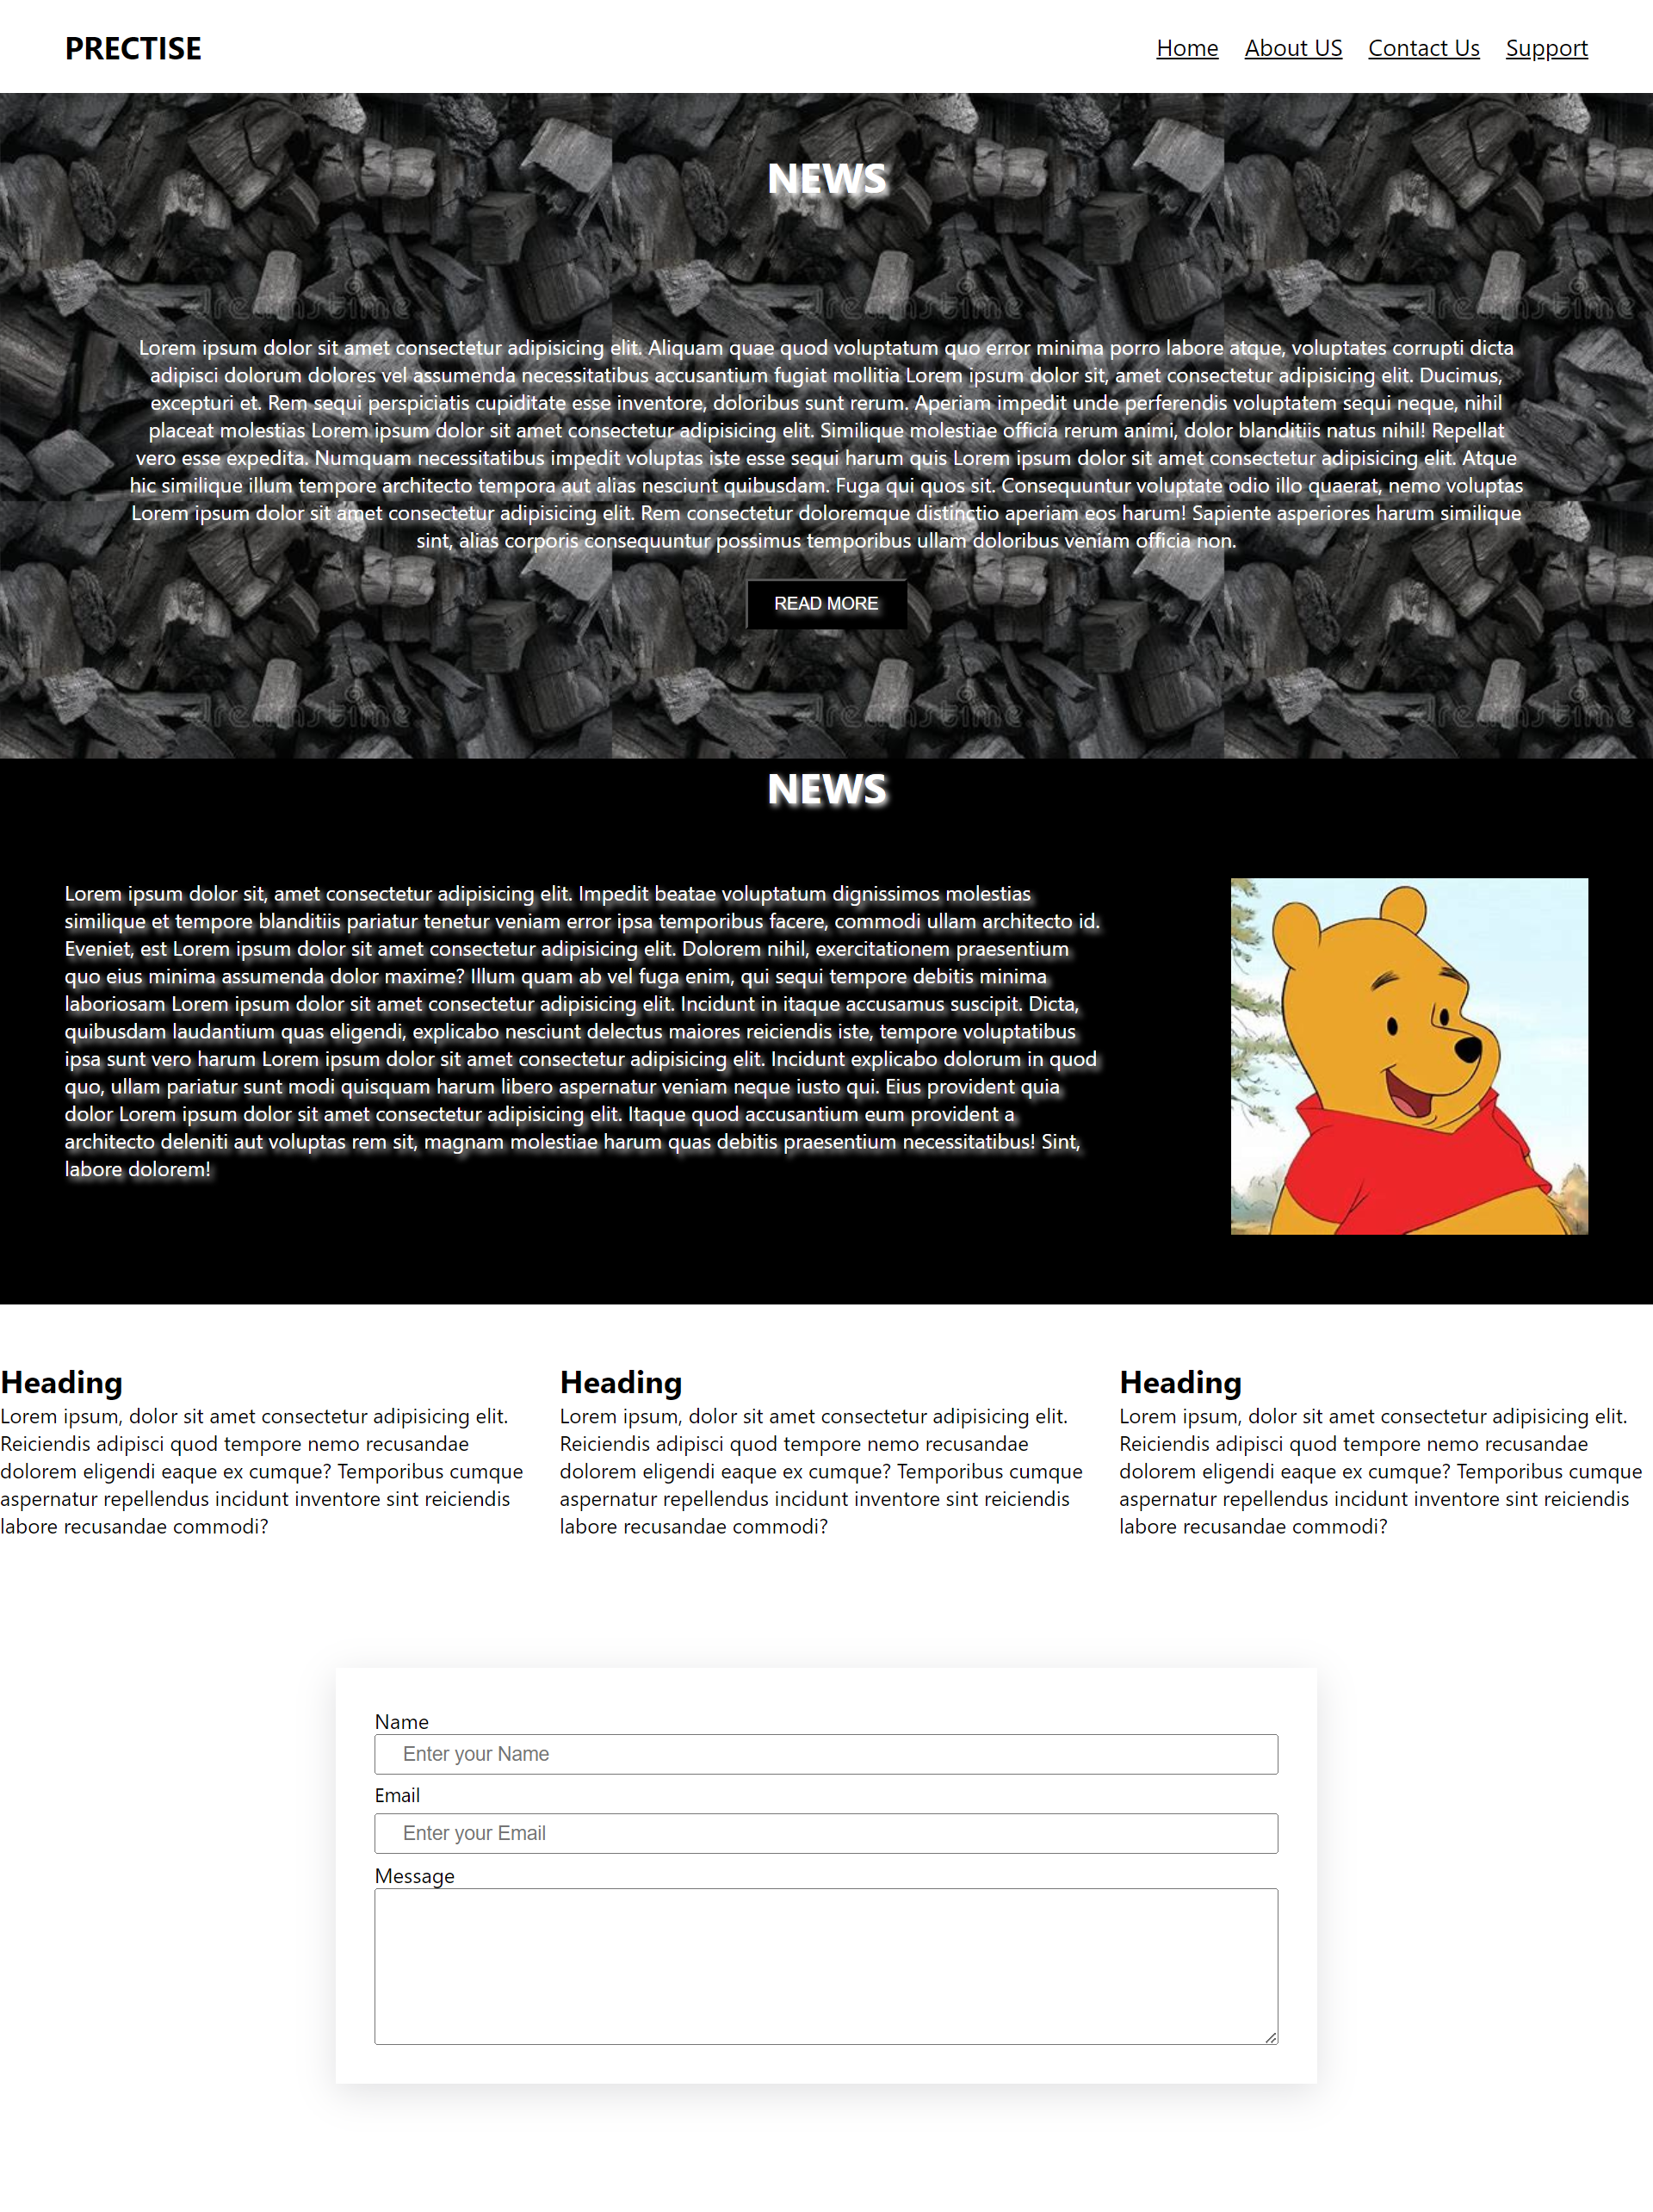 PRECTISE
Home About US Contact Us Support
NEWS
dreamstime dreamstime dreamstime
Lorem ipsum dolor sit amet consectetur adipisicing elit. Aliquam quae quod voluptatum quo error minima porro labore atque, voluptates corrupti dicta
adipisci dolorum dolores vel assumenda necessitatibus accusantium fugiat mollitia Lorem ipsum dolor sit, amet consectetur adipisicing elit. Ducimus,
excepturi et. Rem sequi perspiciatis cupiditate esse inventore, doloribus sunt rerum. Aperiam impedit unde perferendis voluptatem sequi neque, nihil
placeat molestias Lorem ipsum dolor sit amet consectetur adipisicing elit. Similique molestiae officia rerum animi, dolor blanditiis natus nihil! Repellat
vero esse expedita. Numquam necessitatibus impedit voluptas iste esse sequi harum quis Lorem ipsum dolor sit amet consectetur adipisicing elit. Atque
hic similique illum tempore architecto tempora aut alias nesciunt quibusdam. Fuga qui quos sit. Consequuntur voluptate odio illo quaerat, nemo voluptas
Lorem ipsum dolor sit amet consectetur adipisicing elit. Rem consectetur doloremque distinctio aperiam eos harum! Sapiente asperiores harum similique
sint, alias corporis consequuntur possimus temporibus ullam doloribus veniam officia non.
READ MORE
dreamstime dreamstime dreamstime
NEWS
Lorem ipsum dolor sit, amet consectetur adipisicing elit. Impedit beatae voluptatum dignissimos molestias
similique et tempore blanditiis pariatur tenetur veniam error ipsa temporibus facere, commodi ullam architecto id.
Eveniet, est Lorem ipsum dolor sit amet consectetur adipisicing elit. Dolorem nihil, exercitationem praesentium
quo eius minima assumenda dolor maxime? Illum quam ab vel fuga enim, qui sequi tempore debitis minima
laboriosam Lorem ipsum dolor sit amet consectetur adipisicing elit. Incidunt in itaque accusamus suscipit. Dicta,
quibusdam laudantium quas eligendi, explicabo nesciunt delectus maiores reiciendis iste, tempore voluptatibus
ipsa sunt vero harum Lorem ipsum dolor sit amet consectetur adipisicing elit. Incidunt explicabo dolorum in quod
quo, ullam pariatur sunt modi quisquam harum libero aspernatur veniam neque iusto qui. Eius provident quia
dolor Lorem ipsum dolor sit amet consectetur adipisicing elit. Itaque quod accusantium eum provident a
architecto deleniti aut voluptas rem sit, magnam molestiae harum quas debitis praesentium necessitatibus! Sint,
labore dolorem!
Heading
Lorem ipsum, dolor sit amet consectetur adipisicing elit.
Reiciendis adipisci quod tempore nemo recusandae
dolorem eligendi eaque ex cumque? Temporibus cumque
aspernatur repellendus incidunt inventore sint reiciendis
labore recusandae commodi?
Heading
Lorem ipsum, dolor sit amet consectetur adipisicing elit.
Reiciendis adipisci quod tempore nemo recusandae
dolorem eligendi eaque ex cumque? Temporibus cumque
aspernatur repellendus incidunt inventore sint reiciendis
labore recusandae commodi?
Heading
Lorem ipsum, dolor sit amet consectetur adipisicing elit.
Reiciendis adipisci quod tempore nemo recusandae
dolorem eligendi eaque ex cumque? Temporibus cumque
aspernatur repellendus incidunt inventore sint reiciendis
labore recusandae commodi?
Name
Enter your Name
Email
Enter your Email
Message